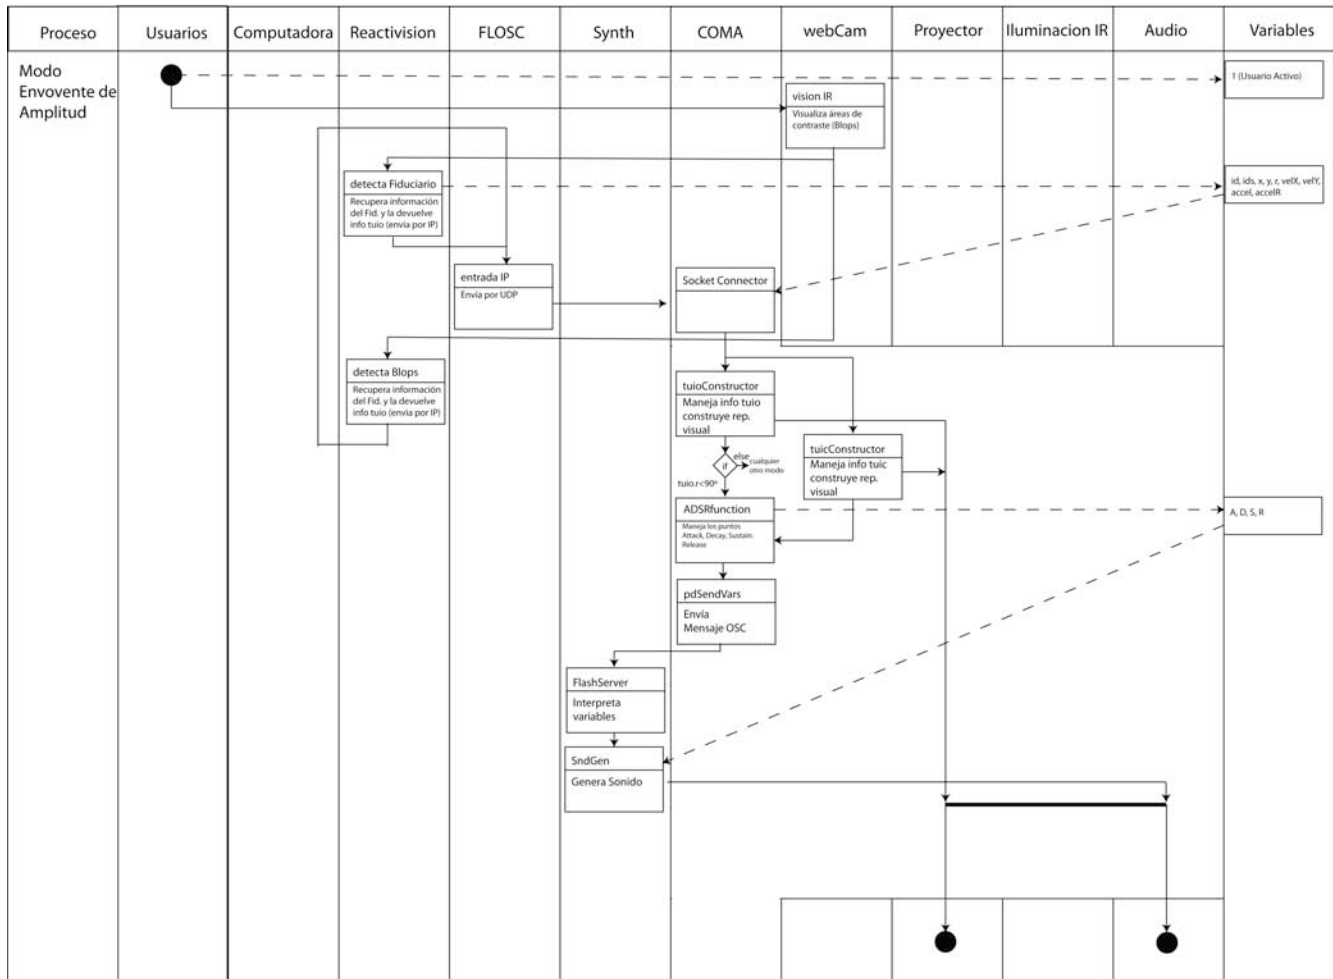 Proceso
Usuarios
Computadora
Reactivision
FLOSC
Synth
COMA
webCam
Proyector
Iluminacion IR
Audio
Variables
Modo
Envovente de
Amplitud
1 (Usuario Activo)
vision IR
Visualiza áreas de
contraste (Blops)
detecta Fiduciario
Recupera información
del Fid. y la devuelve
info tuio (envia por IP)
id, ids, x, y, r, velX, velY,
accel, accelR
entrada IP
Envía por UDP
Socket Connector
detecta Blops
Recupera información
del Fid. y la devuelve
info tuio (envia por IP)
tuioConstructor
Maneja info tuio
construye rep.
visual
tuicConstructor
Maneja info tuic
construye rep.
visual
if
else
cualquier
otro modo
tuio.r<90º
ADSRfunction
Maneja los puntos
Attack, Decay, Sustain.
Release
A, D, S, R
pdSendVars
Envía
Mensaje OSC
FlashServer
Interpreta
variables
SndGen
Genera Sonido